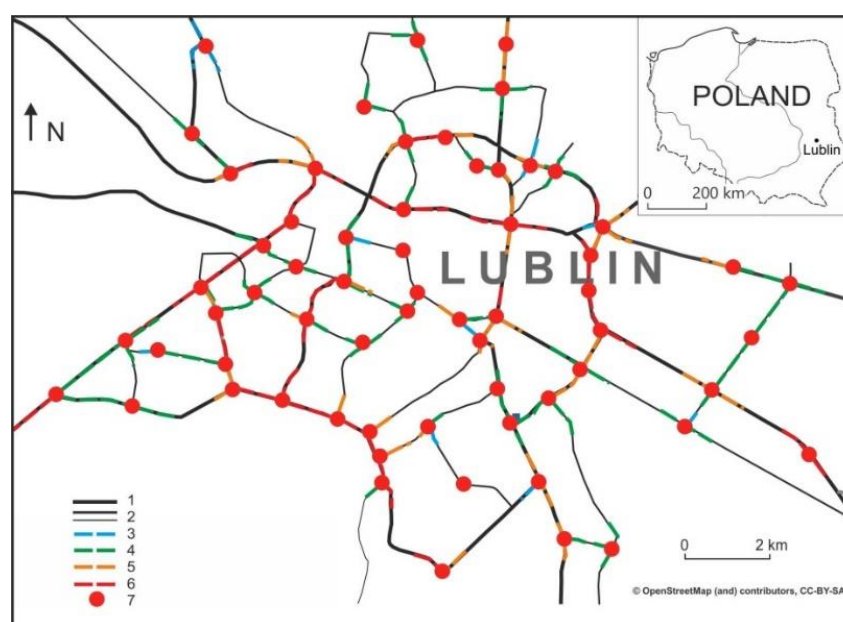 N
POLAND
Lublin
0 200 km
LUBLIN
1
2
3
4
5
6
7
0 2 km
© OpenStreetMap (and) contributors, CC-BY-SA